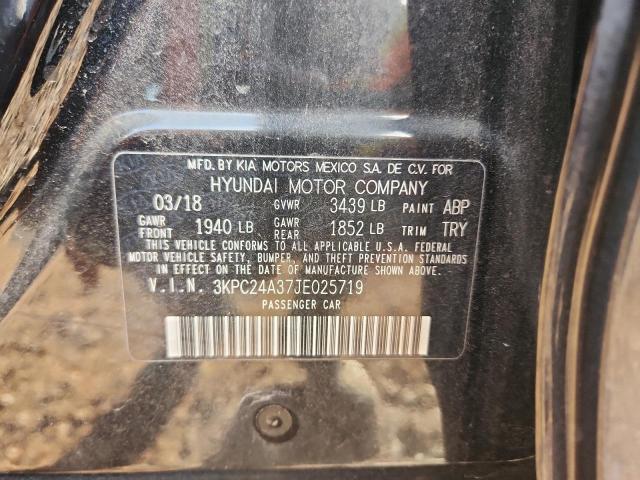 MFD. BY KIA MOTORS MEXICO S.A. DE C.V. FOR
HYUNDAI MOTOR COMPANY
03/18 GVWR 3439 LB PAINT ABP
GAWR FRONT 1940 LB GAWR REAR 1852 LB TRIM TRY
THIS VEHICLE CONFORMS TO ALL APPLICABLE U.S.A. FEDERAL
MOTOR VEHICLE SAFETY, BUMPER, AND THEFT PREVENTION STANDARDS
IN EFFECT ON THE DATE OF MANUFACTURE SHOWN ABOVE.
V.I.N. 3KPC24A37JE025719
PASSENGER CAR